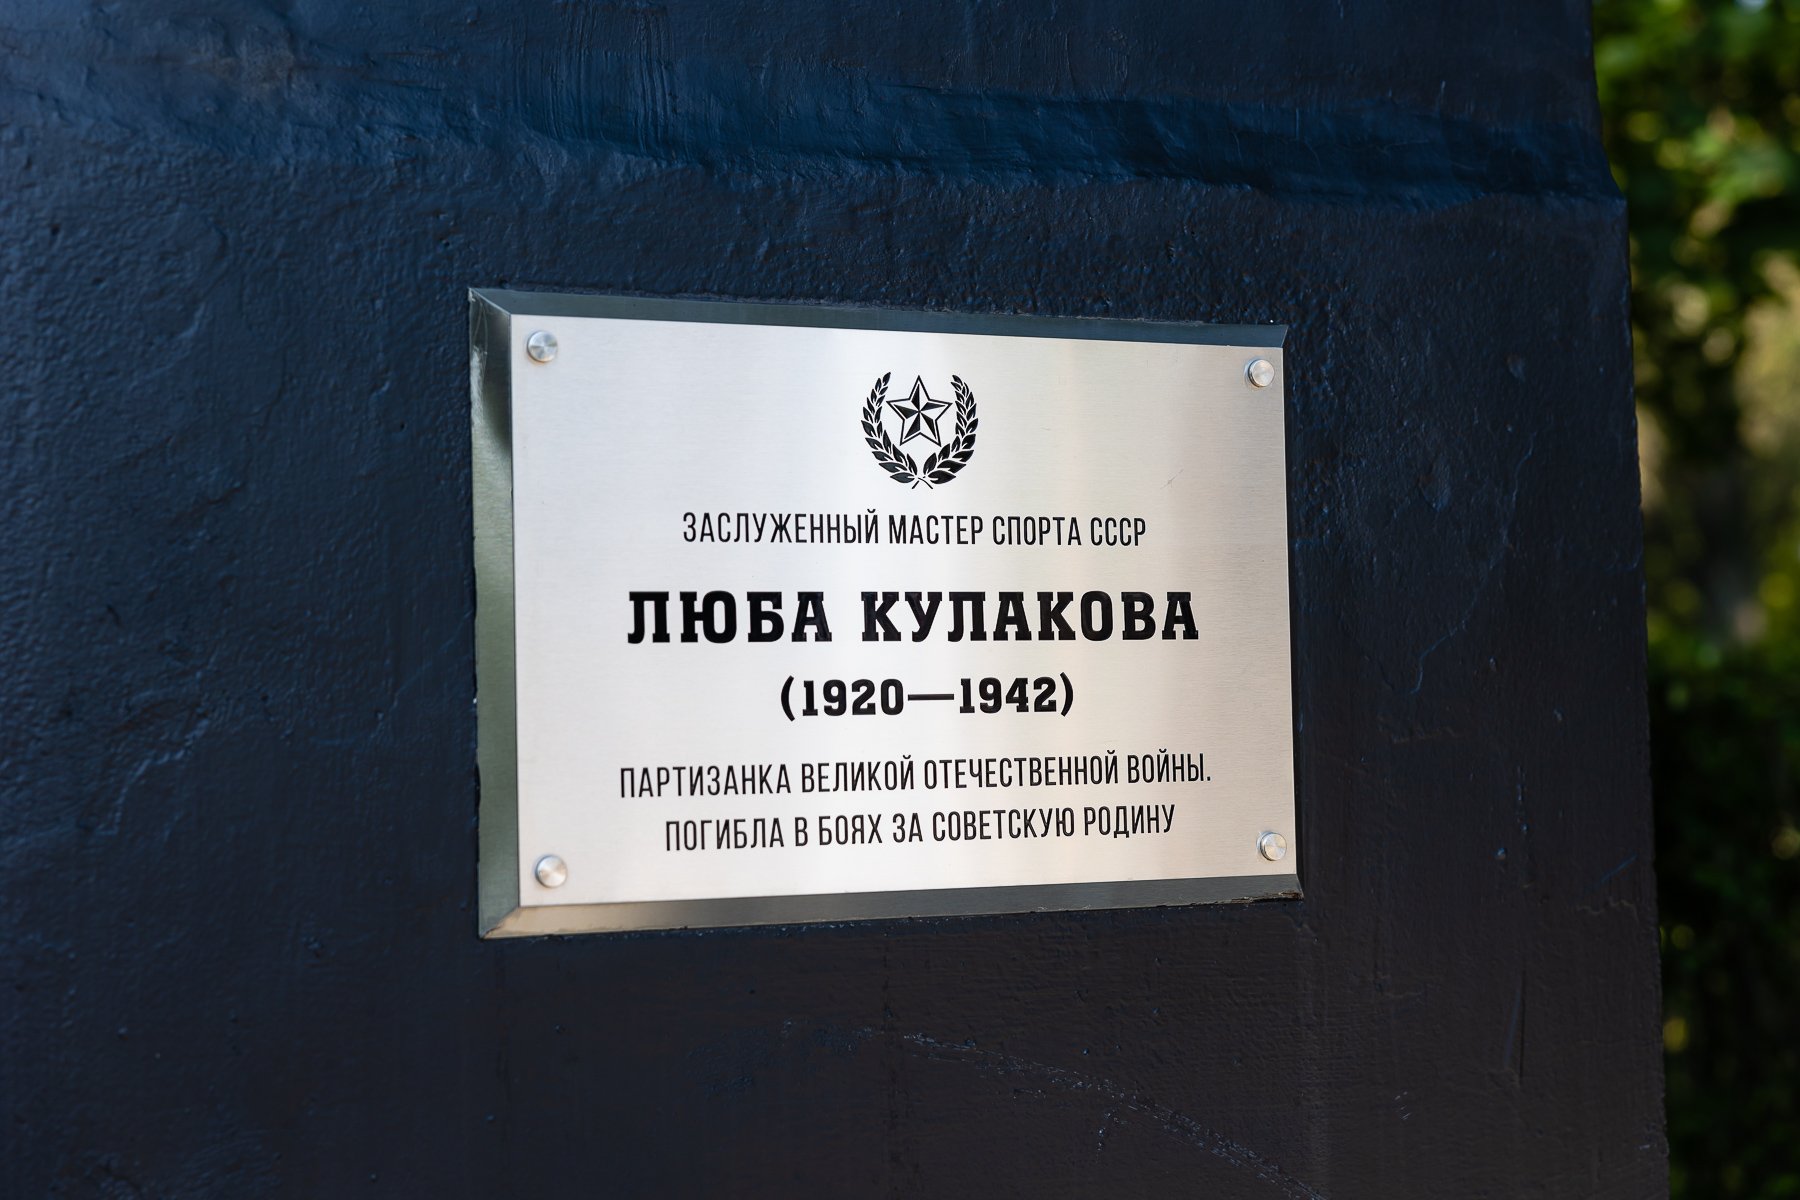 ЗАСЛУЖЕННЫЙ МАСТЕР СПОРТА СССР
ЛЮБА КУЛАКОВА
(1920—1942)
ПАРТИЗАНКА ВЕЛИКОЙ ОТЕЧЕСТВЕННОЙ ВОЙНЫ.
ПОГИБЛА В БОЯХ ЗА СОВЕТСКУЮ РОДИНУ